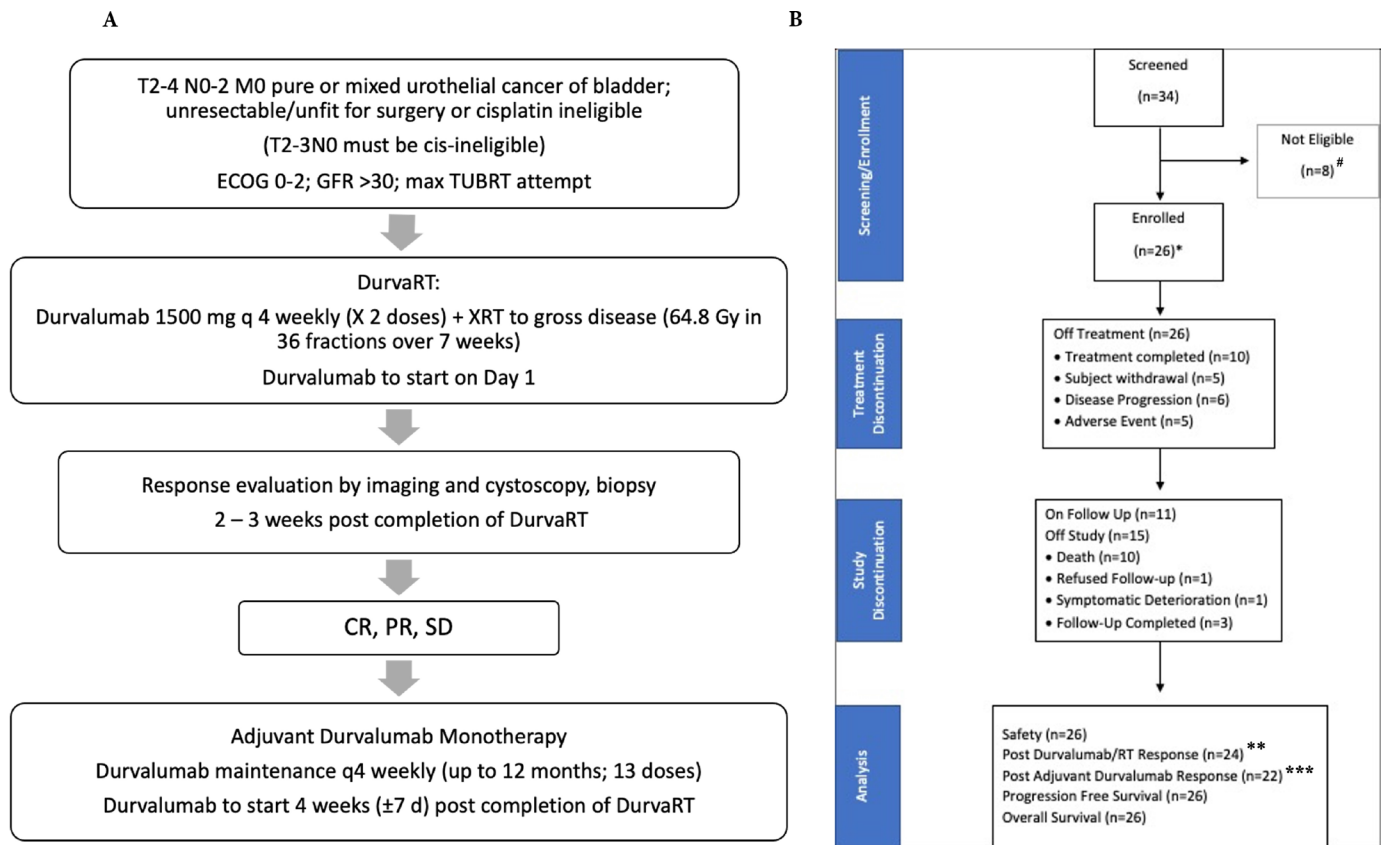 A
T2-4 N0-2 M0 pure or mixed urothelial cancer of bladder;
unresectable/unfit for surgery or cisplatin ineligible
(T2-3N0 must be cis-ineligible)
ECOG 0-2; GFR >30; max TUBRT attempt
DurvaRT:
Durvalumab 1500 mg q 4 weekly (X 2 doses) + XRT to gross disease (64.8 Gy in
36 fractions over 7 weeks)
Durvalumab to start on Day 1
Response evaluation by imaging and cystoscopy, biopsy
2 – 3 weeks post completion of DurvaRT
CR, PR, SD
Adjuvant Durvalumab Monotherapy
Durvalumab maintenance q4 weekly (up to 12 months; 13 doses)
Durvalumab to start 4 weeks (±7 d) post completion of DurvaRT
B
Screening/Enrollment
Screened
(n=34)
Not Eligible
(n=8)#
Enrolled
(n=26)*
Treatment
Discontinuation
Off Treatment (n=26)
• Treatment completed (n=10)
• Subject withdrawal (n=5)
• Disease Progression (n=6)
• Adverse Event (n=5)
Study
Discontinuation
On Follow Up (n=11)
Off Study (n=15)
• Death (n=10)
• Refused Follow-up (n=1)
• Symptomatic Deterioration (n=1)
• Follow-Up Completed (n=3)
Analysis
Safety (n=26)
Post Durvalumab/RT Response (n=24)**
Post Adjuvant Durvalumab Response (n=22)***
Progression Free Survival (n=26)
Overall Survival (n=26)